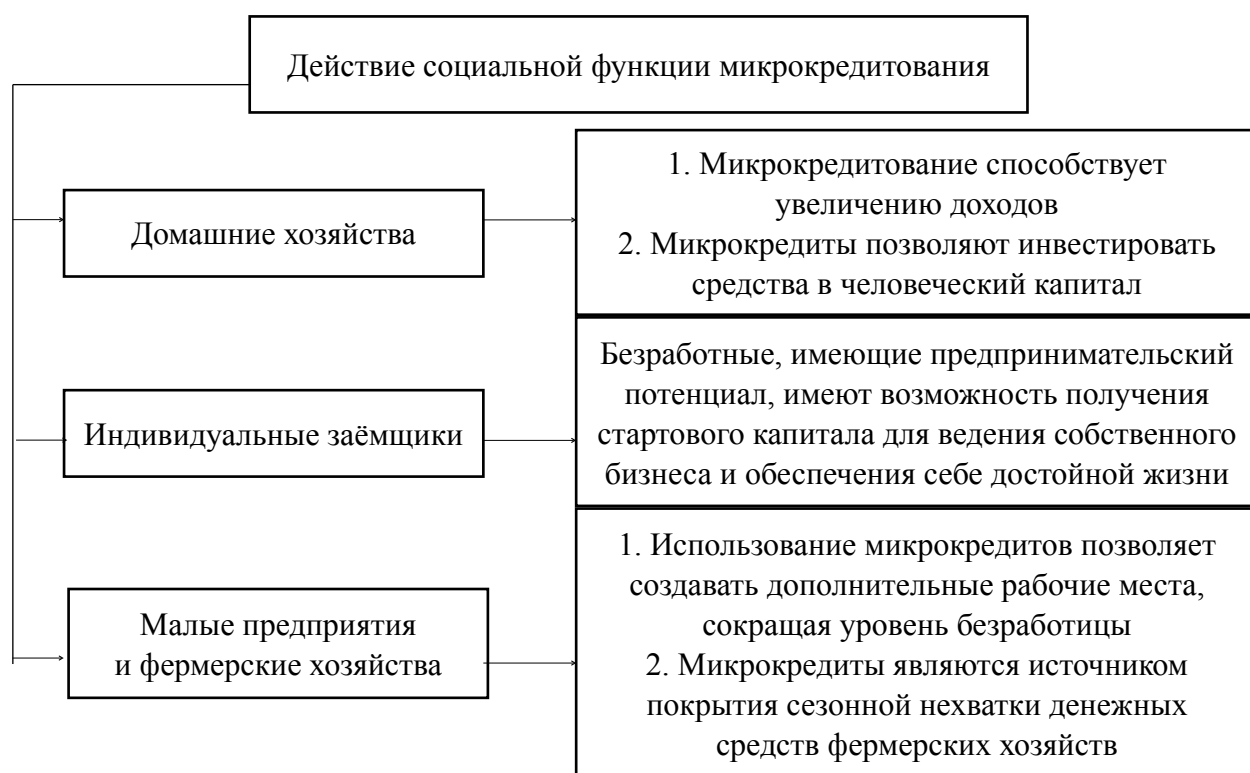 Действие социальной функции микрокредитования
Домашние хозяйства
1. Микрокредитование способствует
увеличению доходов
2. Микрокредиты позволяют инвестировать
средства в человеческий капитал
Индивидуальные заёмщики
Безработные, имеющие предпринимательский
потенциал, имеют возможность получения
стартового капитала для ведения собственного
бизнеса и обеспечения себе достойной жизни
Малые предприятия
и фермерские хозяйства
1. Использование микрокредитов позволяет
создавать дополнительные рабочие места,
сокращая уровень безработицы
2. Микрокредиты являются источником
покрытия сезонной нехватки денежных
средств фермерских хозяйств